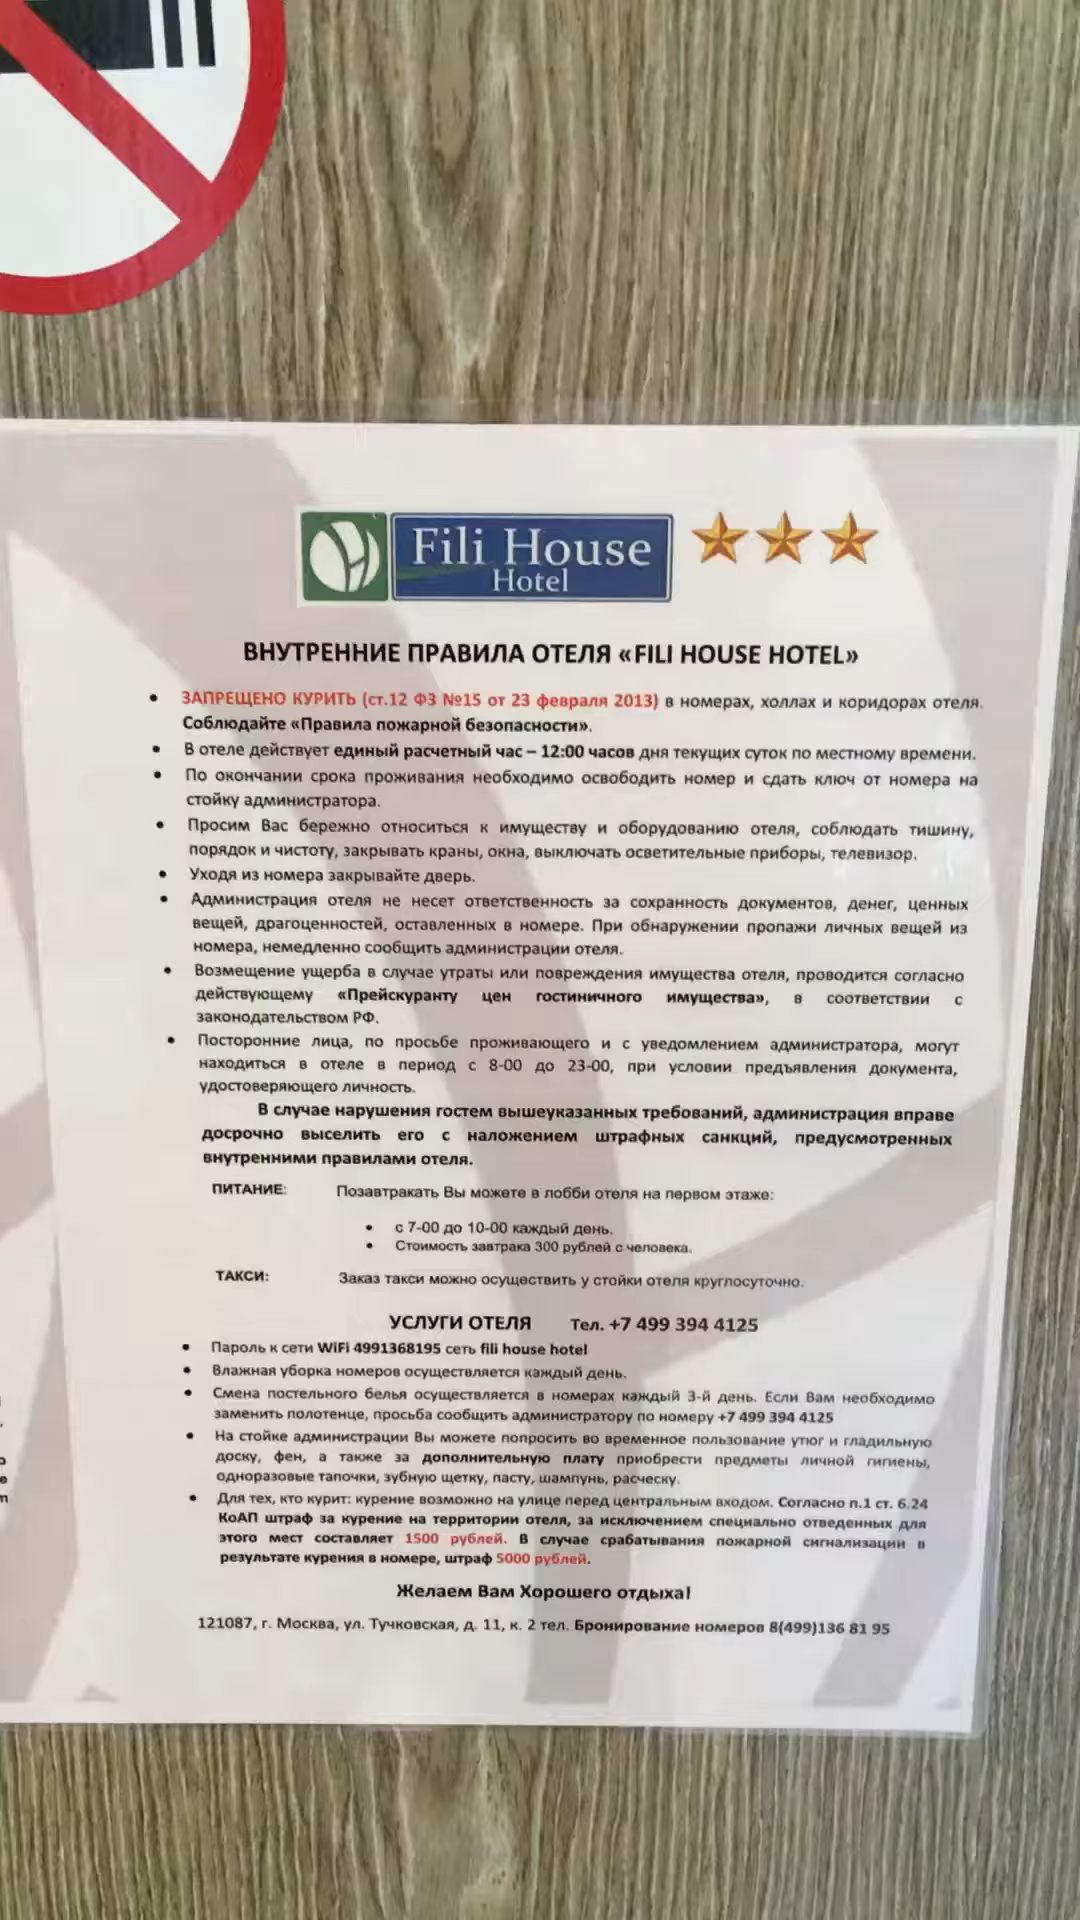 Fili House
Hotel
ВНУТРЕННИЕ ПРАВИЛА ОТЕЛЯ «FILI HOUSE HOTEL»
• ЗАПРЕЩЕНО КУРИТЬ (ст.12 ФЗ №15 от 23 февраля 2013) в номерах, холлах и коридорах отеля.
Соблюдайте «Правила пожарной безопасности».
• В отеле действует единый расчетный час – 12:00 часов дня текущих суток по местному времени.
• По окончании срока проживания необходимо освободить номер и сдать ключ от номера на
стойку администратора.
• Просим Вас бережно относиться к имуществу и оборудованию отеля, соблюдать тишину,
порядок и чистоту, закрывать краны, окна, выключать осветительные приборы, телевизор.
• Уходя из номера закрывайте дверь.
• Администрация отеля не несет ответственность за сохранность документов, денег, ценных
вещей, драгоценностей, оставленных в номере. При обнаружении пропажи личных вещей из
номера, немедленно сообщить администрации отеля.
• Возмещение ущерба в случае утраты или повреждения имущества отеля, проводится согласно
действующему «Прейскуранту цен гостиничного имущества», в соответствии с
законодательством РФ.
• Посторонние лица, по просьбе проживающего и с уведомлением администратора, могут
находиться в отеле в период с 8-00 до 23-00, при условии предъявления документа,
удостоверяющего личность.
В случае нарушения гостем вышеуказанных требований, администрация вправе
досрочно выселить его с наложением штрафных санкций, предусмотренных
внутренними правилами отеля.
ПИТАНИЕ: Позавтракать Вы можете в лобби отеля на первом этаже:
• с 7-00 до 10-00 каждый день.
• Стоимость завтрака 300 рублей с человека.
ТАКСИ: Заказ такси можно осуществить у стойки отеля круглосуточно.
УСЛУГИ ОТЕЛЯ Тел. +7 499 394 4125
• Пароль к сети WiFi 4991368195 сеть fili house hotel
• Влажная уборка номеров осуществляется каждый день.
• Смена постельного белья осуществляется в номерах каждый 3-й день. Если Вам необходимо
заменить полотенце, просьба сообщить администратору по номеру +7 499 394 4125
• На стойке администрации Вы можете попросить во временное пользование утюг и гладильную
доску, фен, а также за дополнительную плату приобрести предметы личной гигиены,
одноразовые тапочки, зубную щетку, пасту, шампунь, расческу.
• Для тех, кто курит: курение возможно на улице перед центральным входом. Согласно п.1 ст. 6.24
КоАП штраф за курение на территории отеля, за исключением специально отведенных для
этого мест составляет 1500 рублей. В случае срабатывания пожарной сигнализации в
результате курения в номере, штраф 5000 рублей.
Желаем Вам Хорошего отдыха!
121087, г. Москва, ул. Тучковская, д. 11, к. 2 тел. Бронирование номеров 8(499)136 81 95